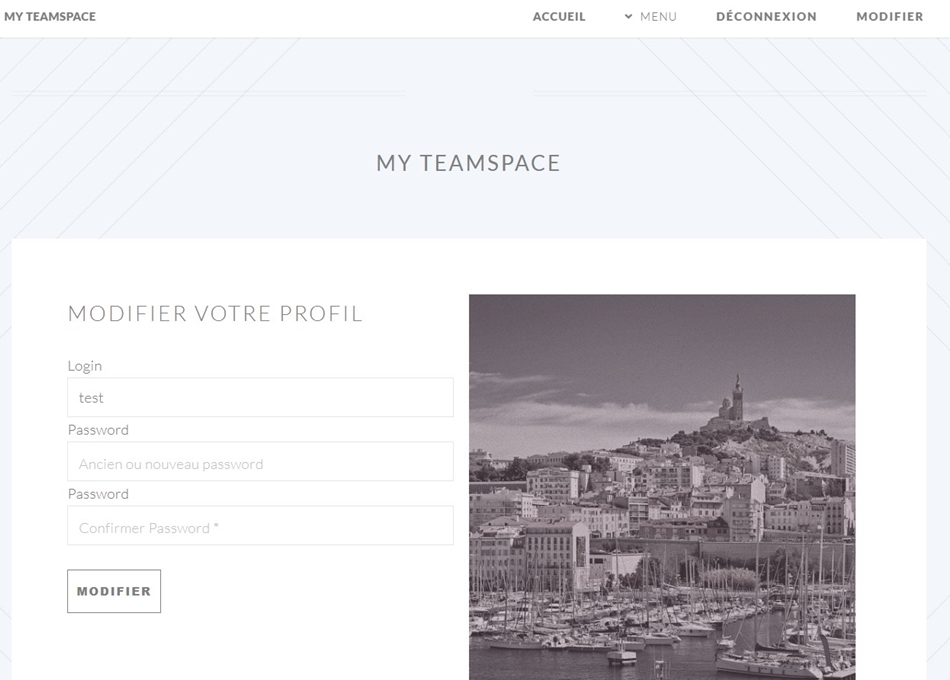 MY TEAMSPACE
ACCUEIL
MENU
DÉCONNEXION
MODIFIER
MY TEAMSPACE
MODIFIER VOTRE PROFIL
Login
test
Password
Ancien ou nouveau password
Password
Confirmer Password *
MODIFIER